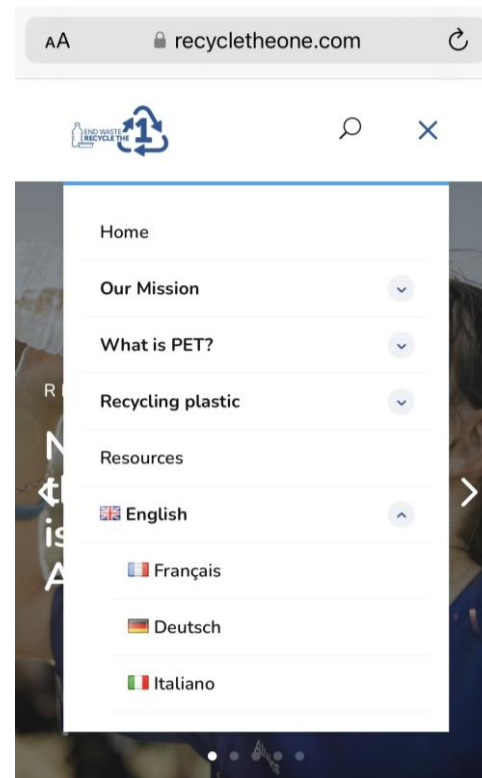 AA recycletheone.com
END WASTE
RECYCLE THE 1
Home
Our Mission
What is PET?
Recycling plastic
Resources
English
Français
Deutsch
Italiano